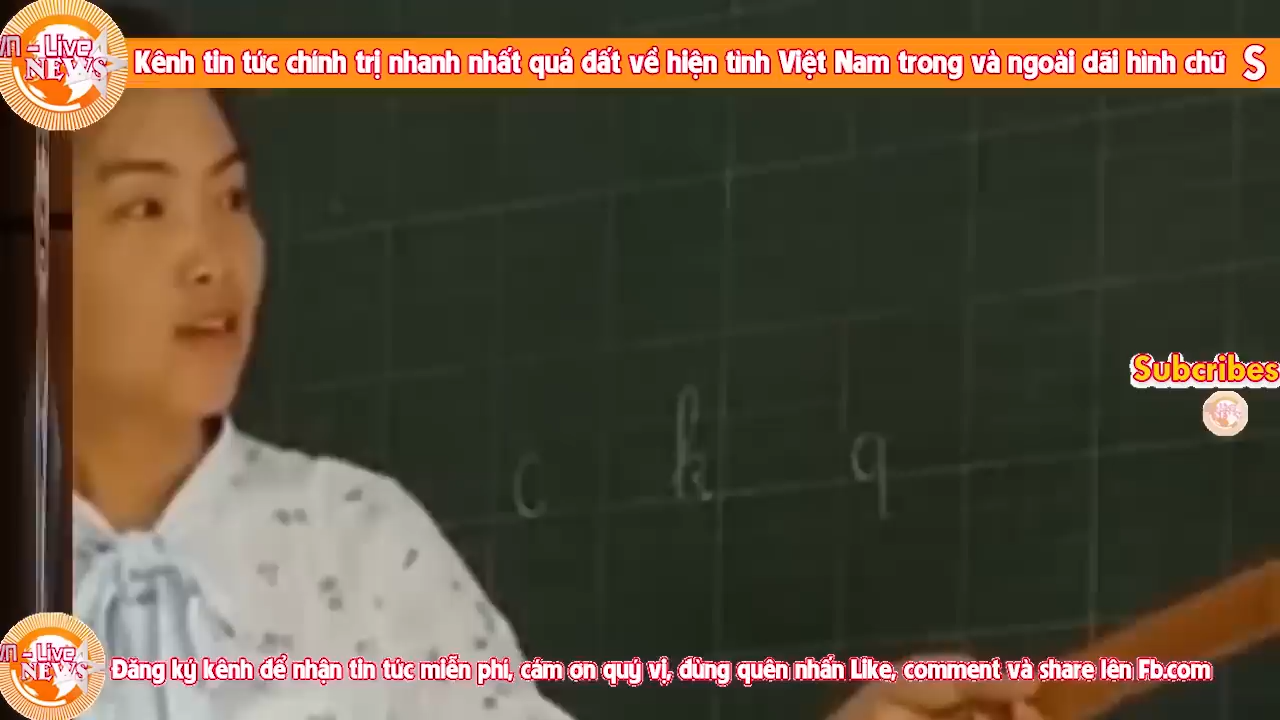 VN - Live
NEWS
Kênh tin tức chính trị nhanh nhất quả đất về hiện tình Việt Nam trong và ngoài dãi hình chữ S
Subcribes
c k q
VN - Live
NEWS
Đăng ký kênh để nhận tin tức miễn phí, cám ơn quý vị, đừng quên nhấn Like, comment và share lên Fb.com